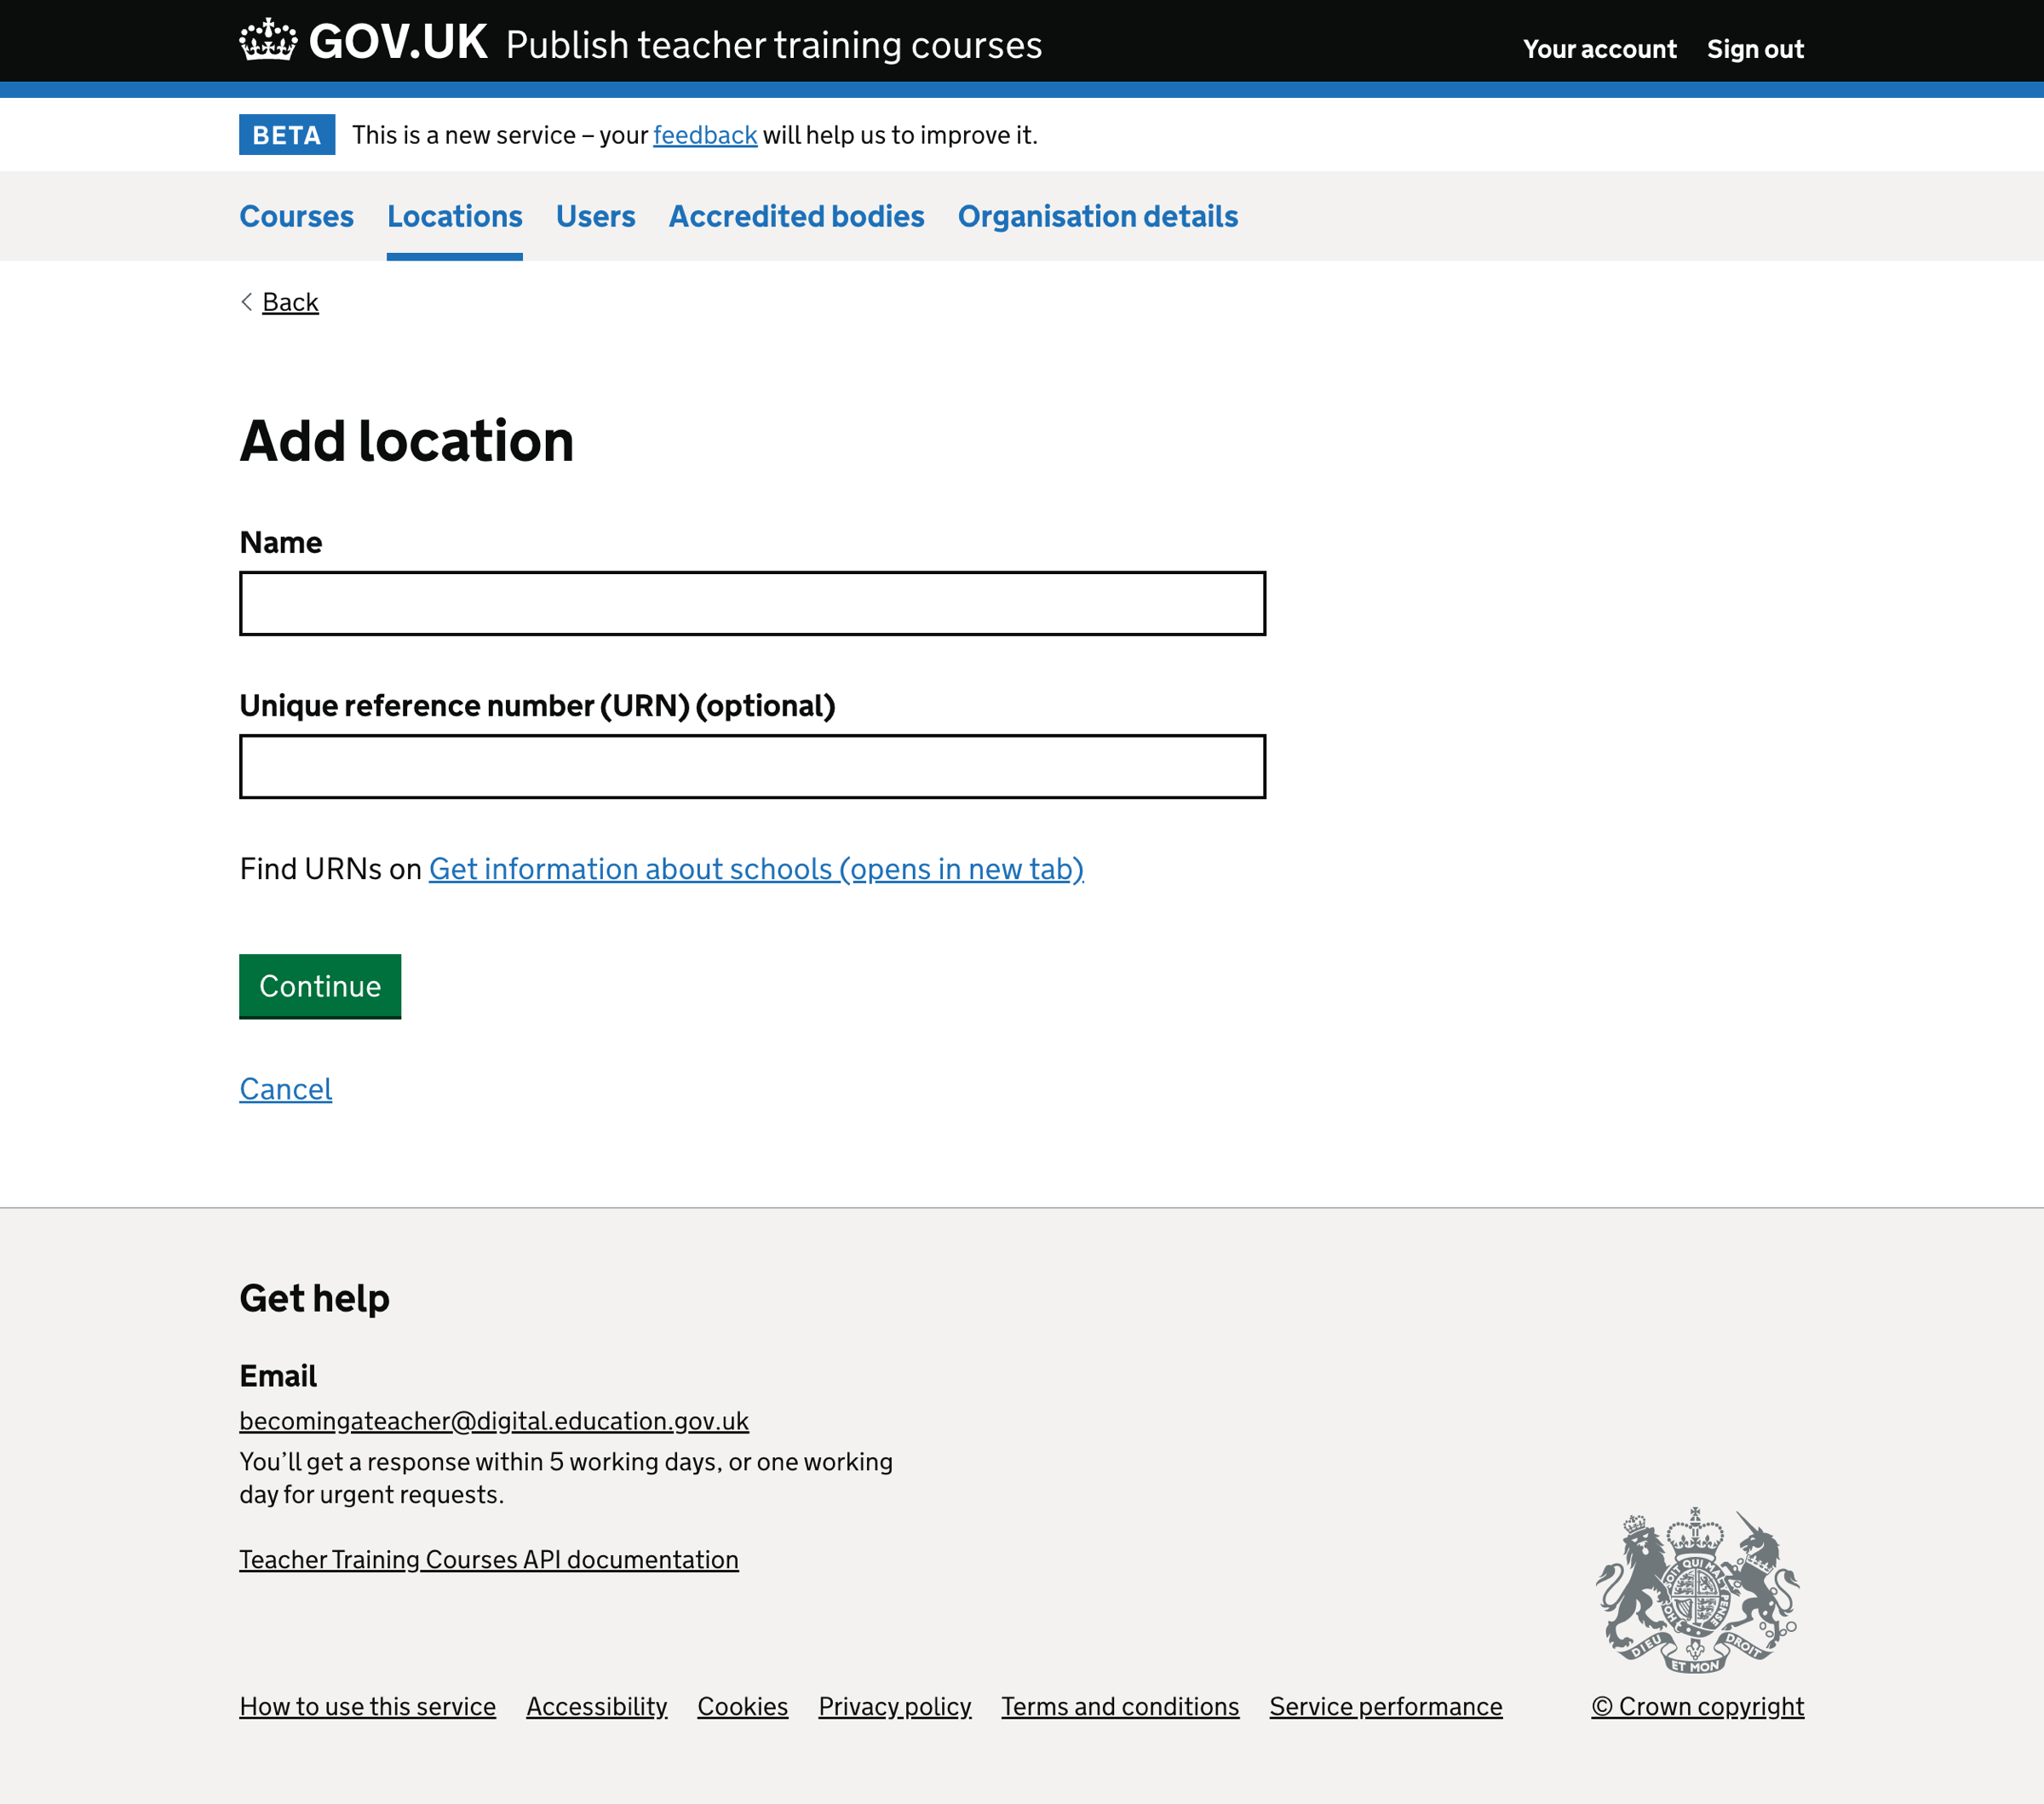 GOV.UK Publish teacher training courses
Your account Sign out
BETA This is a new service – your feedback will help us to improve it.
Courses Locations Users Accredited bodies Organisation details
Back
Add location
Name
Unique reference number (URN) (optional)
Find URNs on Get information about schools (opens in new tab)
Continue
Cancel
Get help
Email
becomingateacher@digital.education.gov.uk
You’ll get a response within 5 working days, or one working
day for urgent requests.
Teacher Training Courses API documentation
SOIT QUI MAL
HON
PENSE
DIEU ET MON DROIT
How to use this service Accessibility Cookies Privacy policy Terms and conditions Service performance
© Crown copyright